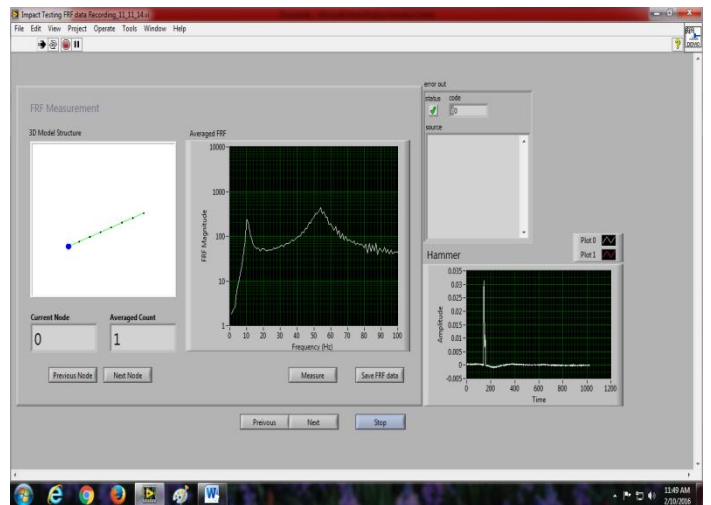 Impact Testing FRF data Recording_11_11_14.vi
File Edit View Project Operate Tools Window Help
?
DEMO
error out
status code
0
source
FRF Measurement
3D Model Structure
Averaged FRF
10000
1000
100
10
1
FRF Magnitude
0 10 20 30 40 50 60 70 80 90 100
Frequency (Hz)
Current Node
Averaged Count
0
1
Previous Node
Next Node
Measure
Save FRF data
Plot 0
Plot 1
Hammer
0.035
0.03
0.025
0.02
0.015
0.01
0.005
0
-0.005
Amplitude
0 200 400 600 800 1000 1200
Time
Preivous
Next
Stop
11:49 AM
2/10/2016